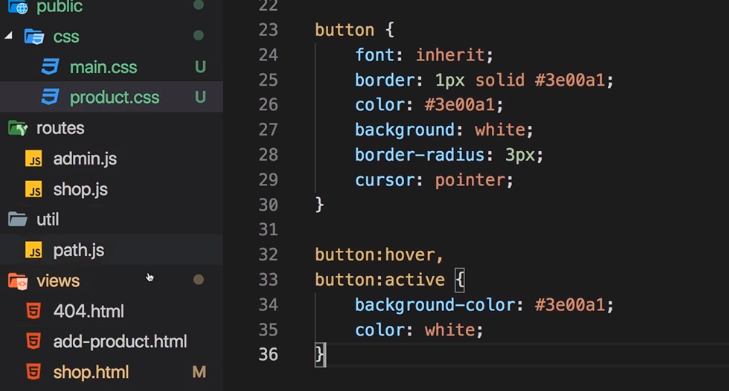 public
css
main.css U
product.css U
routes
JS admin.js
JS shop.js
util
JS path.js
views
404.html
add-product.html
shop.html M
22
23 button {
24 font: inherit;
25 border: 1px solid #3e00a1;
26 color: #3e00a1;
27 background: white;
28 border-radius: 3px;
29 cursor: pointer;
30 }
31
32 button:hover,
33 button:active {
34 background-color: #3e00a1;
35 color: white;
36 }